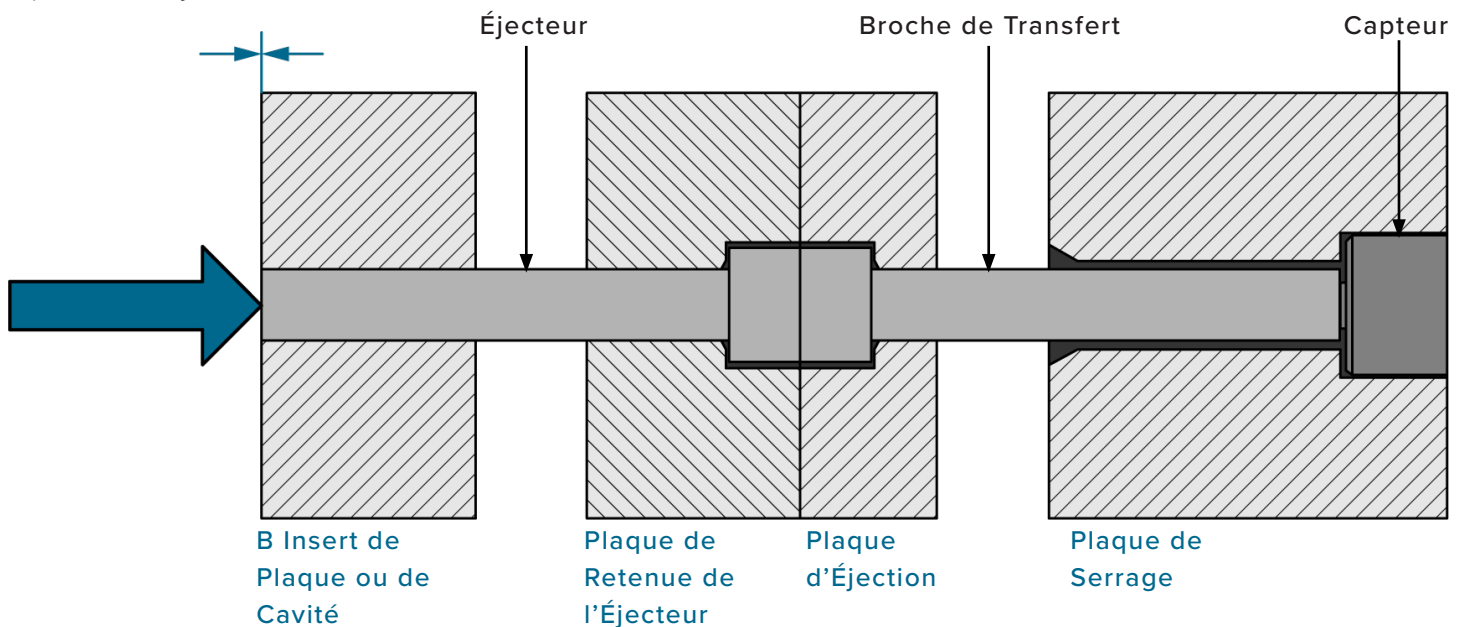 Éjecteur
Broche de Transfert
Capteur
B Insert de
Plaque ou de
Cavité
Plaque de
Retenue de
l’Éjecteur
Plaque
d’Éjection
Plaque de
Serrage